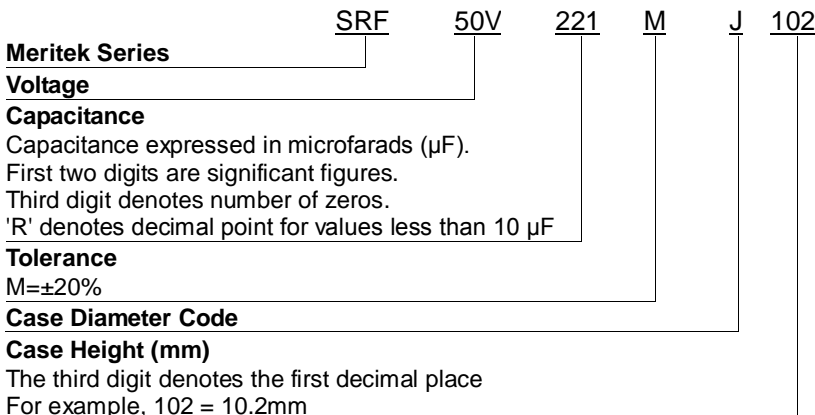 SRF 50V 221 M J 102
Meritek Series
Voltage
Capacitance
Capacitance expressed in microfarads (µF).
First two digits are significant figures.
Third digit denotes number of zeros.
'R' denotes decimal point for values less than 10 µF
Tolerance
M=±20%
Case Diameter Code
Case Height (mm)
The third digit denotes the first decimal place
For example, 102 = 10.2mm